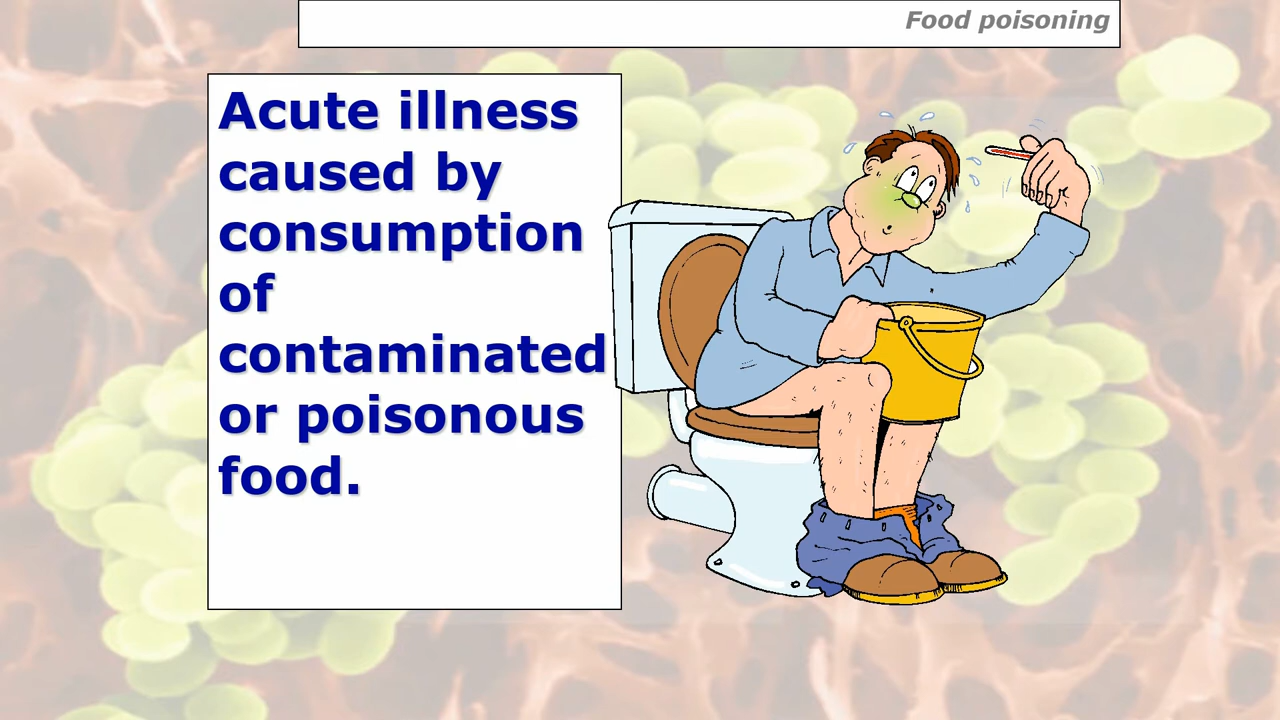 Food poisoning
Acute illness
caused by
consumption
of
contaminated
or poisonous
food.